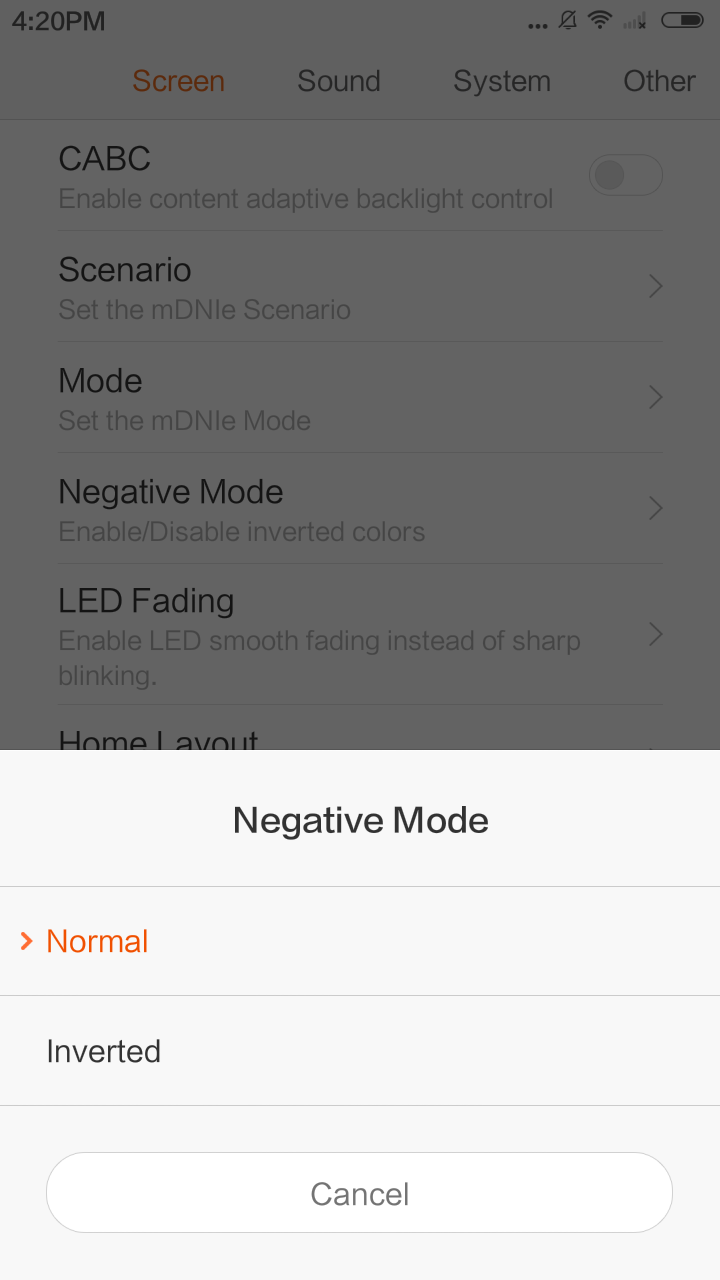 4:20PM
Screen Sound System Other
CABC
Enable content adaptive backlight control
Scenario
Set the mDNIe Scenario
Mode
Set the mDNIe Mode
Negative Mode
Enable/Disable inverted colors
LED Fading
Enable LED smooth fading instead of sharp
blinking.
Home Layout
Negative Mode
Normal
Inverted
Cancel